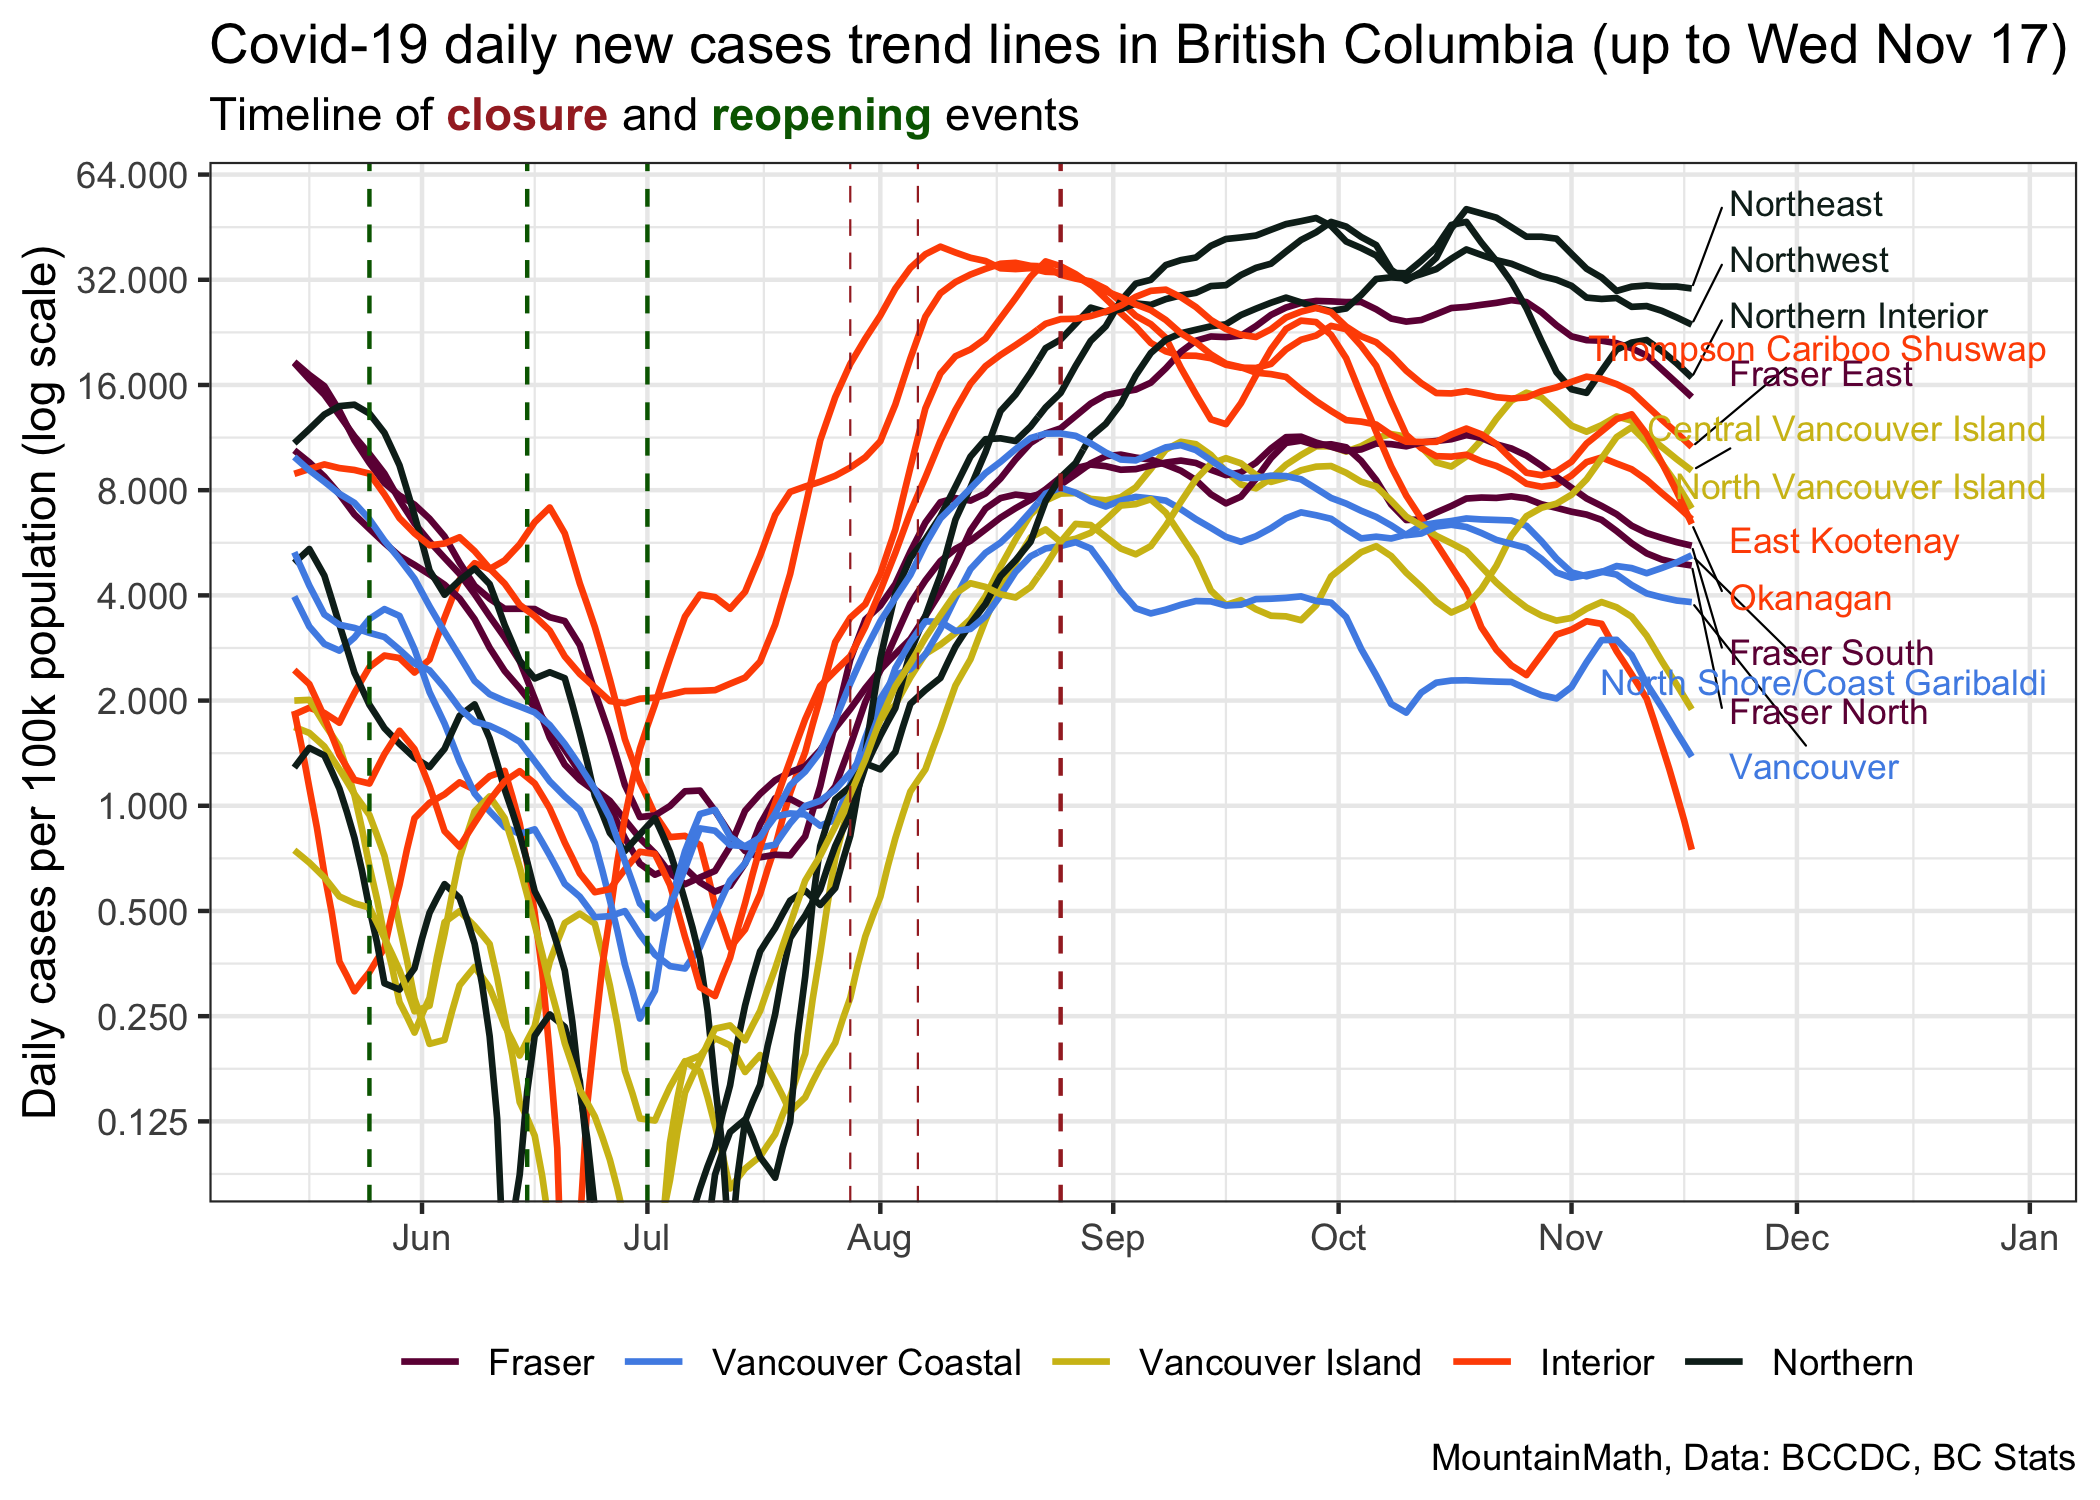 Covid-19 daily new cases trend lines in British Columbia (up to Wed Nov 17)
Timeline of closure and reopening events
Daily cases per 100k population (log scale)
64.000
32.000
16.000
8.000
4.000
2.000
1.000
0.500
0.250
0.125
Northeast
Northwest
Northern Interior
Thompson Cariboo Shuswap
Fraser East
Central Vancouver Island
North Vancouver Island
East Kootenay
Okanagan
Fraser South
North Shore/Coast Garibaldi
Fraser North
Vancouver
Jun Jul Aug Sep Oct Nov Dec Jan
Fraser Vancouver Coastal Vancouver Island Interior Northern
MountainMath, Data: BCCDC, BC Stats